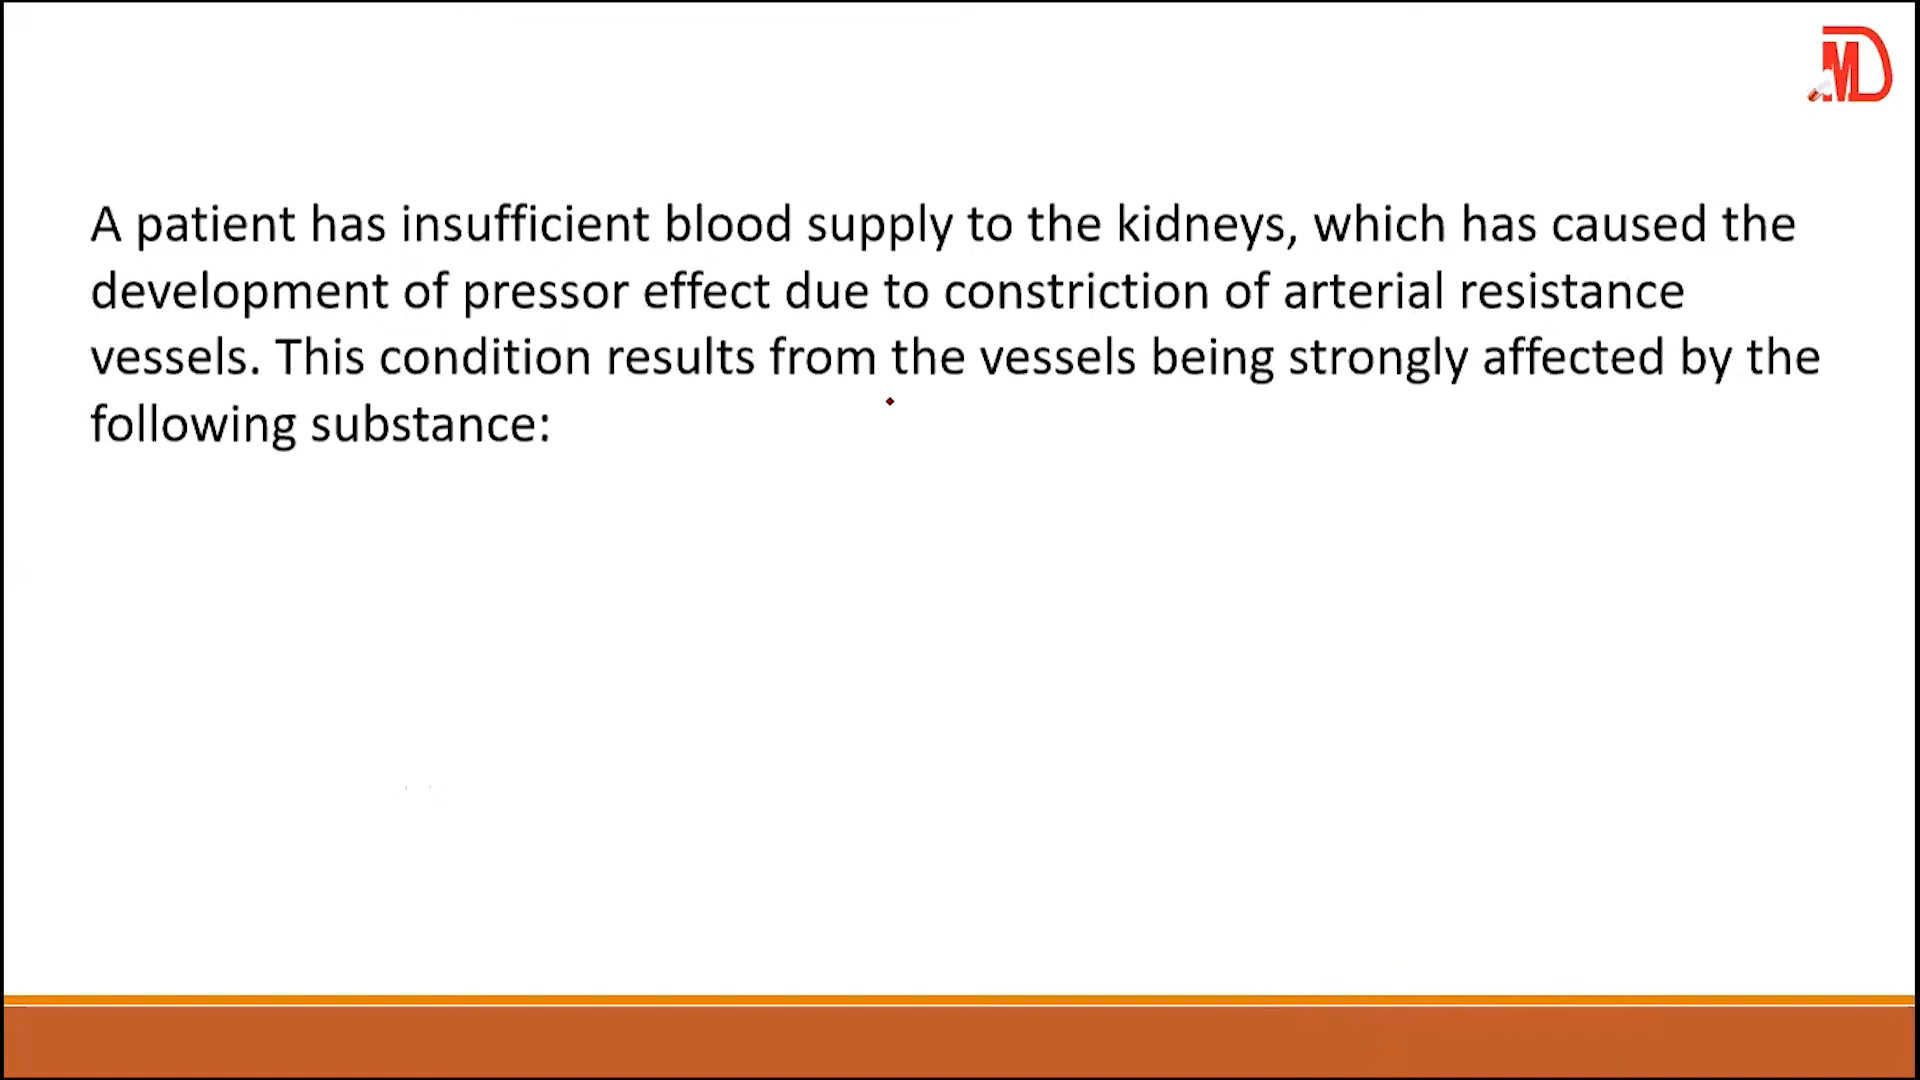 MD
A patient has insufficient blood supply to the kidneys, which has caused the
development of pressor effect due to constriction of arterial resistance
vessels. This condition results from the vessels being strongly affected by the
following substance: